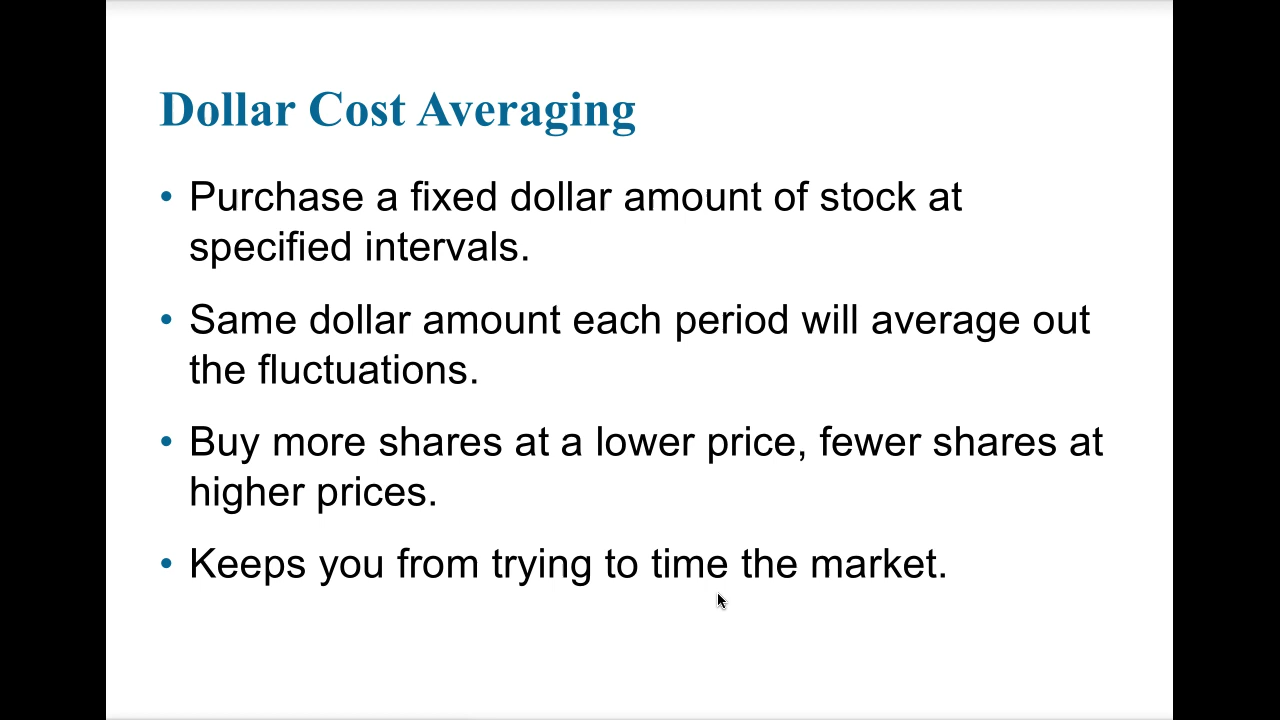 Dollar Cost Averaging
• Purchase a fixed dollar amount of stock at
specified intervals.
• Same dollar amount each period will average out
the fluctuations.
• Buy more shares at a lower price, fewer shares at
higher prices.
• Keeps you from trying to time the market.